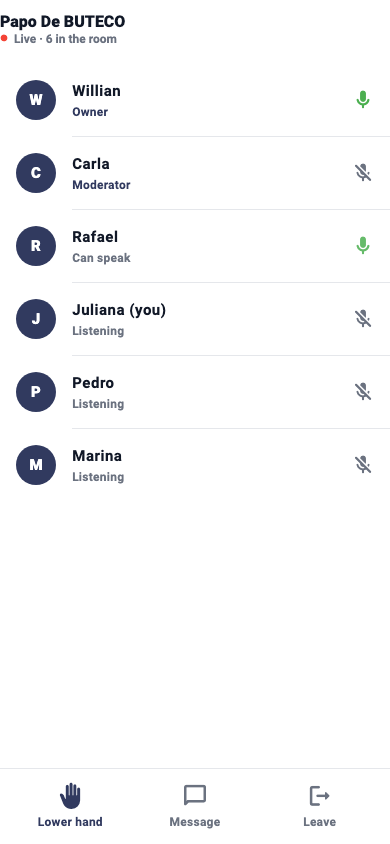 Papo De BUTECO
Live · 6 in the room
W
Willian
Owner
C
Carla
Moderator
R
Rafael
Can speak
J
Juliana (you)
Listening
P
Pedro
Listening
M
Marina
Listening
Lower hand
Message
Leave